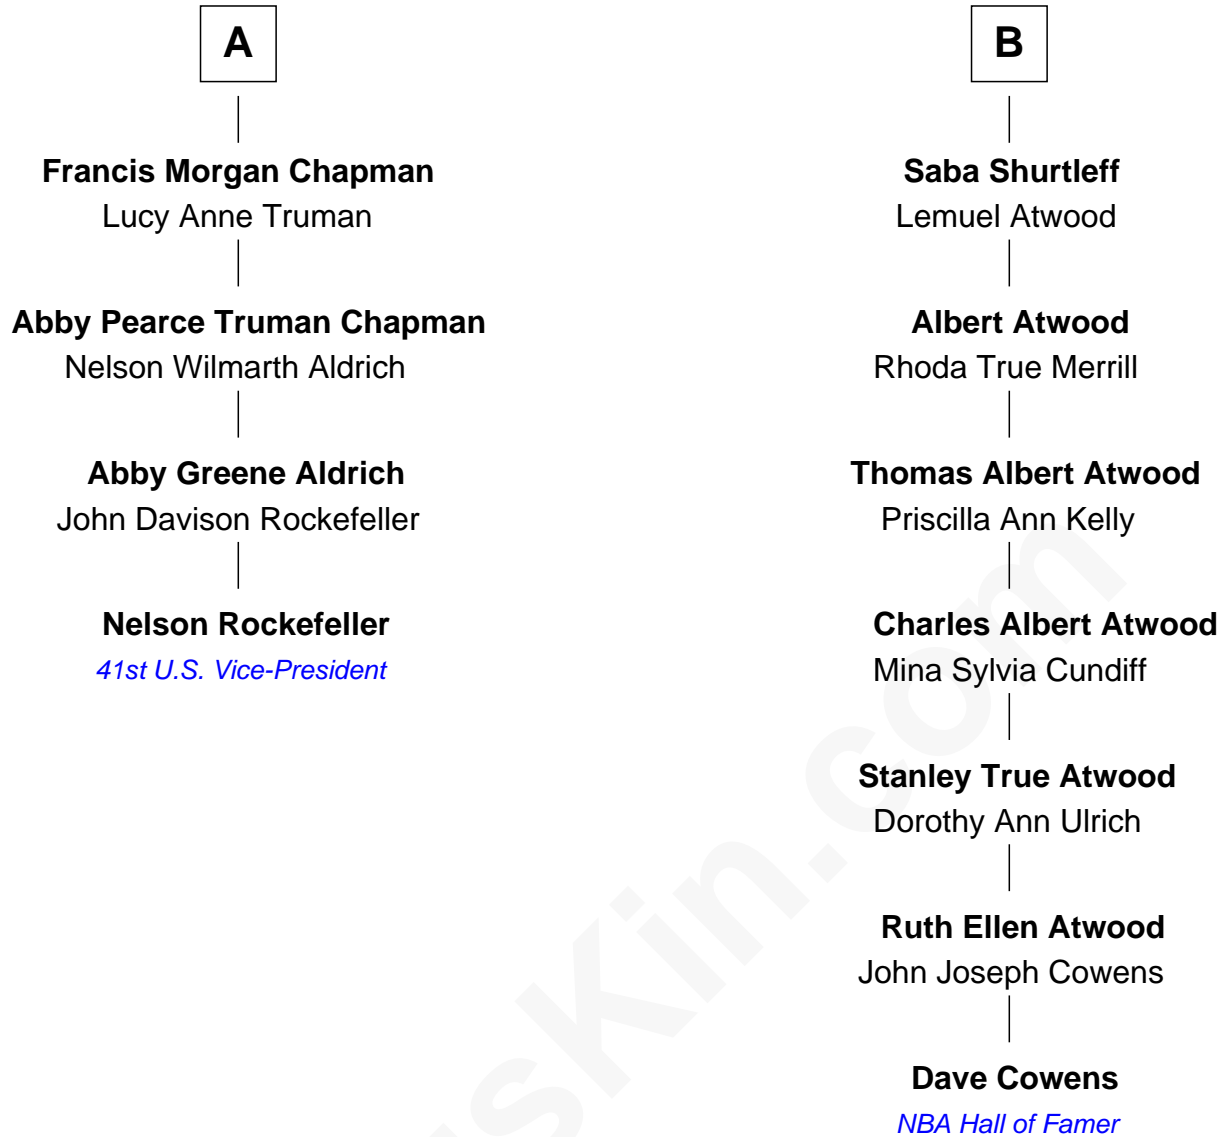 A
Francis Morgan Chapman
Lucy Anne Truman
Abby Pearce Truman Chapman
Nelson Wilmarth Aldrich
Abby Greene Aldrich
John Davison Rockefeller
Nelson Rockefeller
41st U.S. Vice-President
B
Saba Shurtleff
Lemuel Atwood
Albert Atwood
Rhoda True Merrill
Thomas Albert Atwood
Priscilla Ann Kelly
Charles Albert Atwood
Mina Sylvia Cundiff
Stanley True Atwood
Dorothy Ann Ulrich
Ruth Ellen Atwood
John Joseph Cowens
Dave Cowens
NBA Hall of Famer
sKin.com